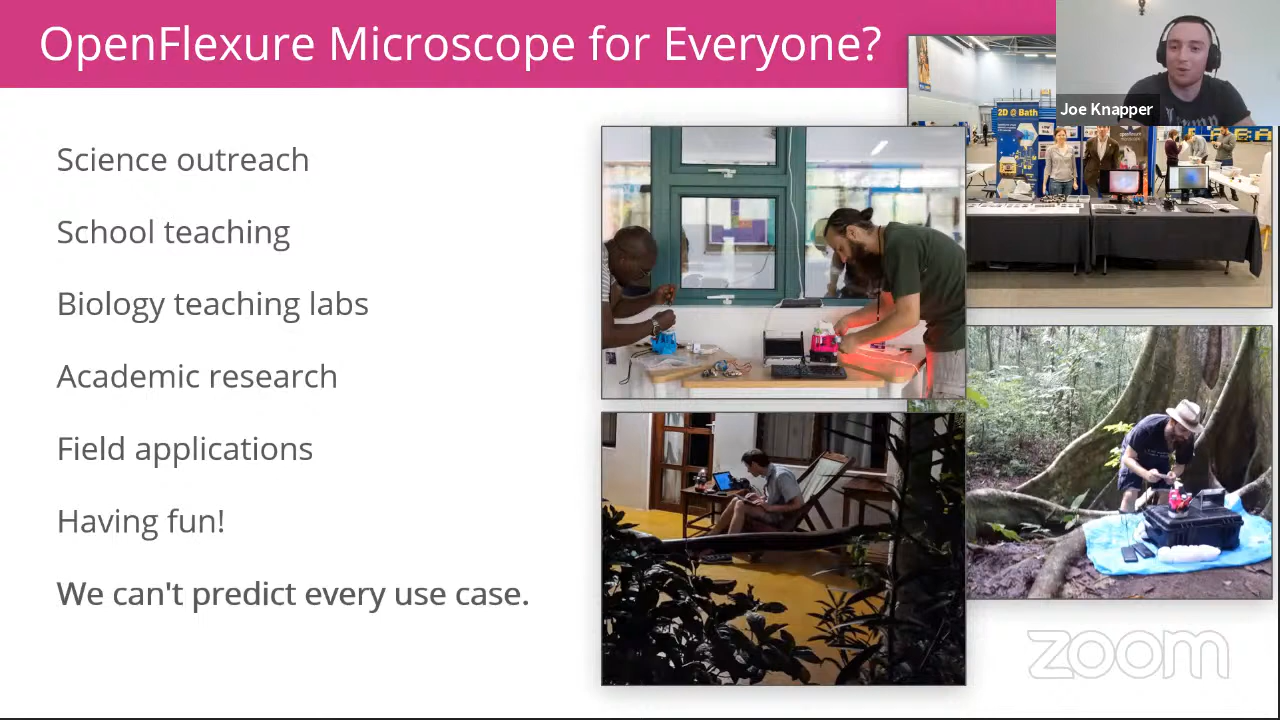 OpenFlexure Microscope for Everyone?
Joe Knapper
2D @ Bath
Science outreach
School teaching
Biology teaching labs
Academic research
Field applications
Having fun!
We can't predict every use case.
zoom